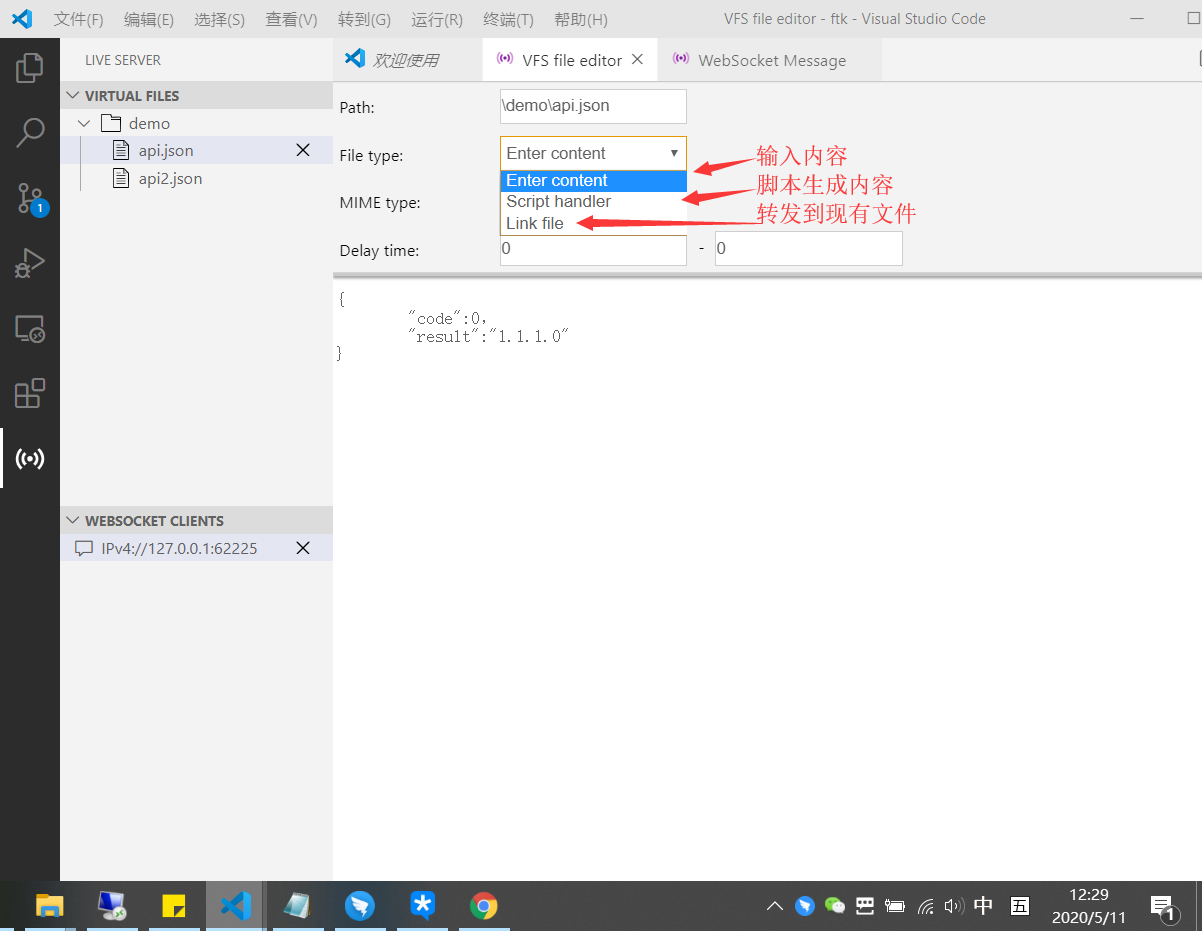 文件(F) 编辑(E) 选择(S) 查看(V) 转到(G) 运行(R) 终端(T) 帮助(H) VFS file editor - ftk - Visual Studio Code
LIVE SERVER
欢迎使用 VFS file editor WebSocket Message
VIRTUAL FILES
demo
api.json
api2.json
Path: \demo\api.json
File type: Enter content
Enter content
Script handler
Link file
输入内容
脚本生成内容
转发到现有文件
MIME type:
Delay time: 0 - 0
{
"code":0,
"result":"1.1.1.0"
}
1
WEBSOCKET CLIENTS
IPv4://127.0.0.1:62225
中 五 12:29
2020/5/11 1